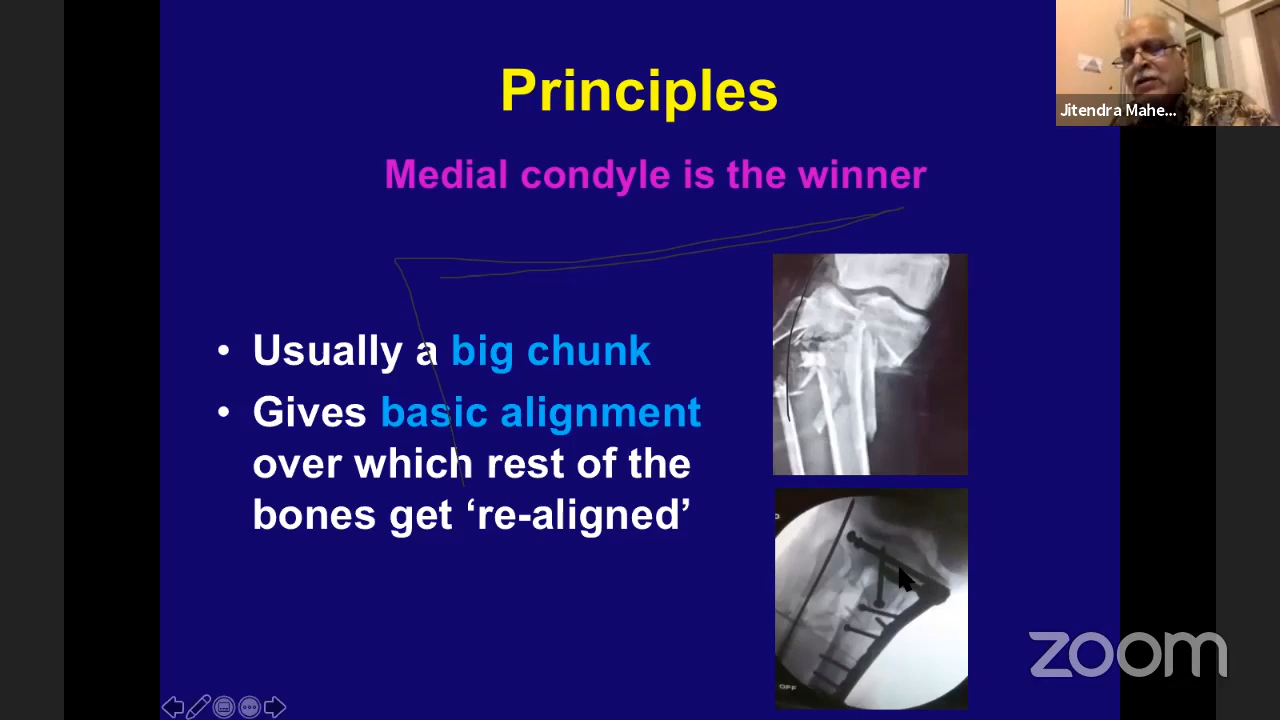 Principles
Jitendra Mahe...
Medial condyle is the winner
• Usually a big chunk
• Gives basic alignment
over which rest of the
bones get ‘re-aligned’
OFF
zoom